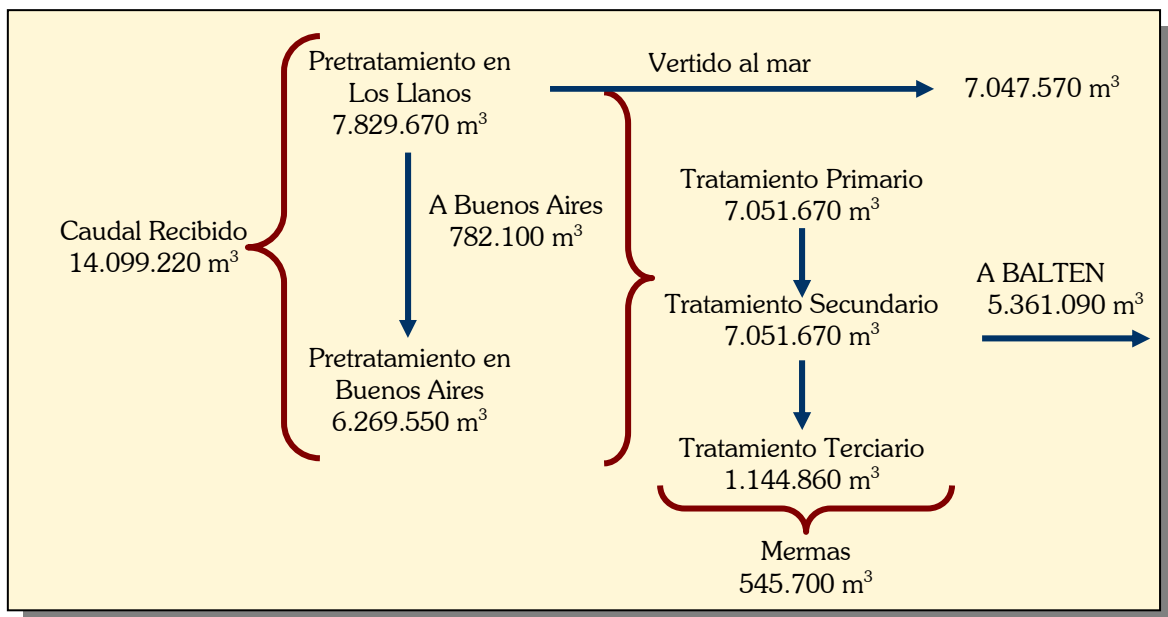 Caudal Recibido
14.099.220 m³
Pretratamiento en
Los Llanos
7.829.670 m³
A Buenos Aires
782.100 m³
Pretratamiento en
Buenos Aires
6.269.550 m³
Vertido al mar
7.047.570 m³
Tratamiento Primario
7.051.670 m³
Tratamiento Secundario
7.051.670 m³
A BALTEN
5.361.090 m³
Tratamiento Terciario
1.144.860 m³
Mermas
545.700 m³